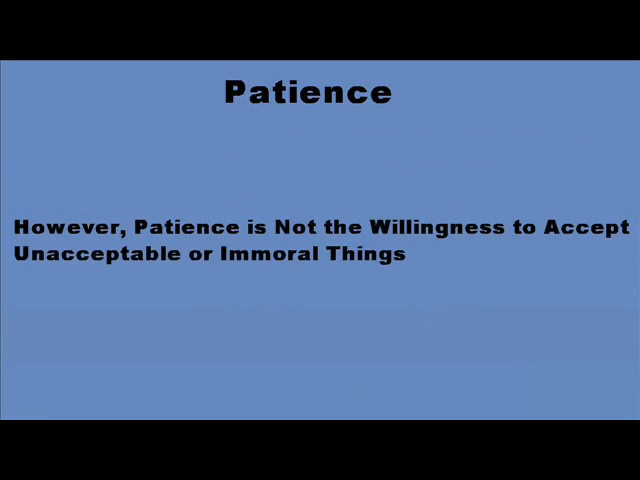 Patience
However, Patience is Not the Willingness to Accept
Unacceptable or Immoral Things